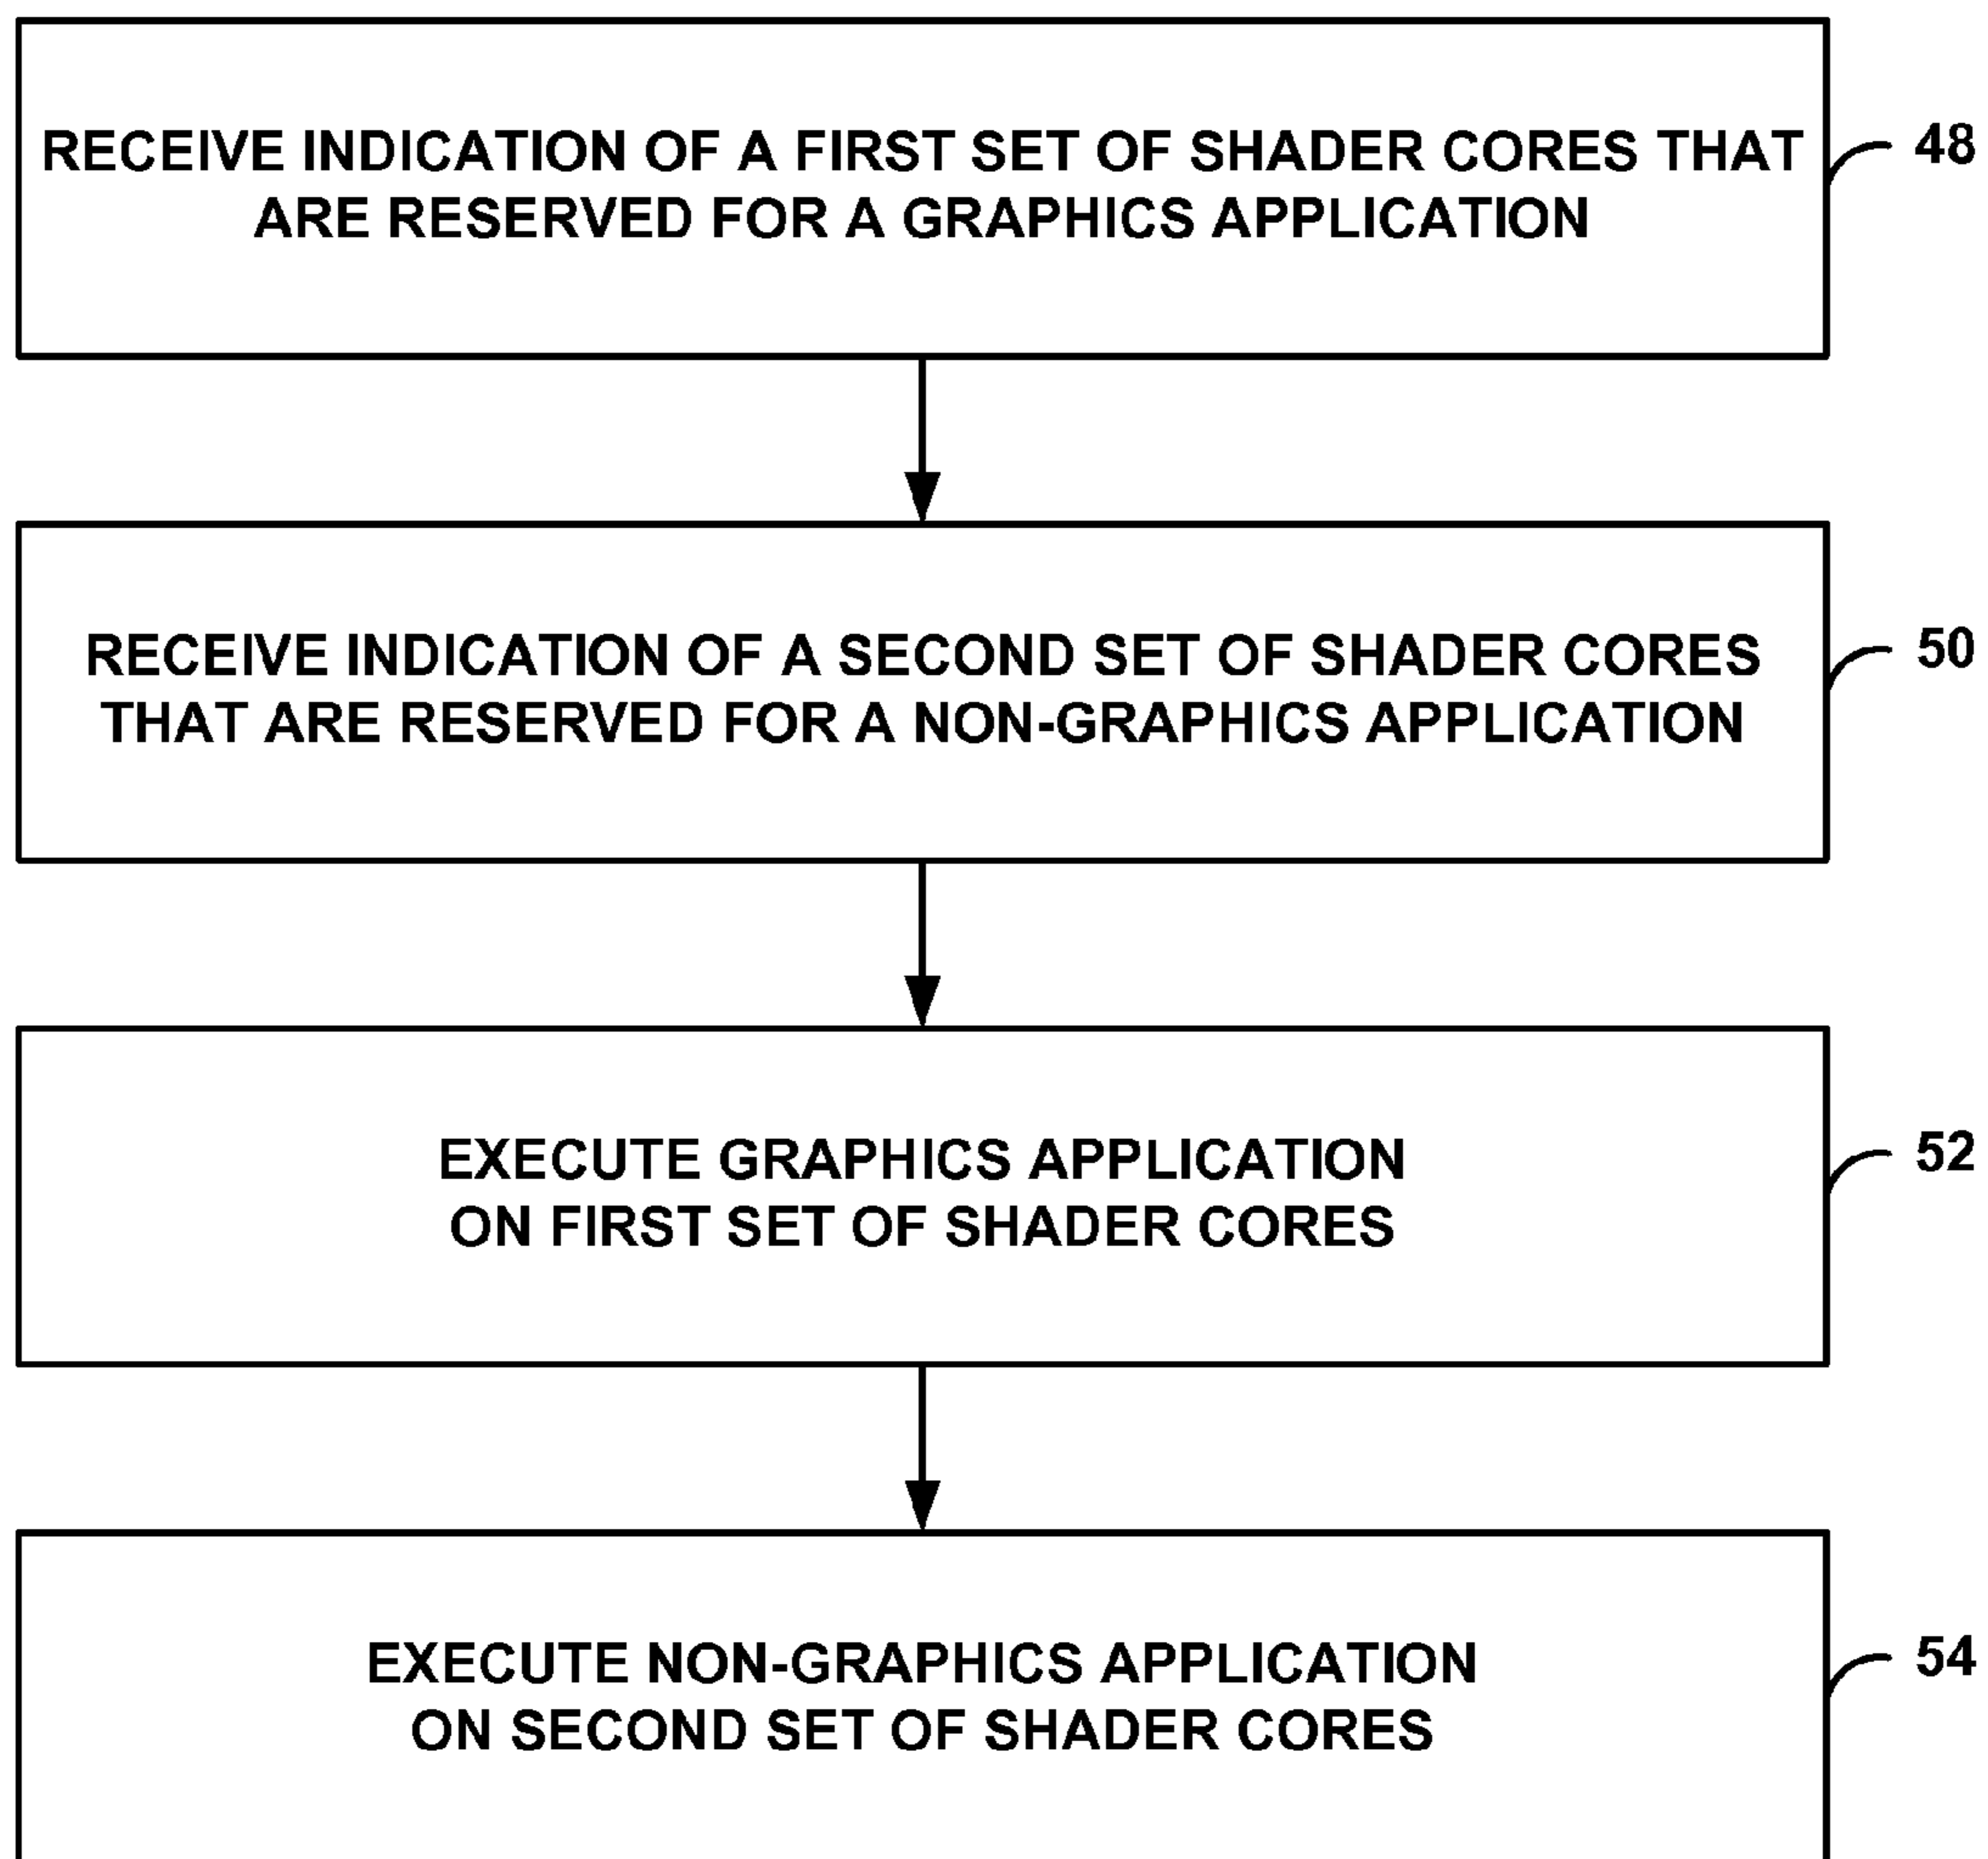 RECEIVE INDICATION OF A FIRST SET OF SHADER CORES THAT
ARE RESERVED FOR A GRAPHICS APPLICATION
48
RECEIVE INDICATION OF A SECOND SET OF SHADER CORES
THAT ARE RESERVED FOR A NON-GRAPHICS APPLICATION
50
EXECUTE GRAPHICS APPLICATION
ON FIRST SET OF SHADER CORES
52
EXECUTE NON-GRAPHICS APPLICATION
ON SECOND SET OF SHADER CORES
54